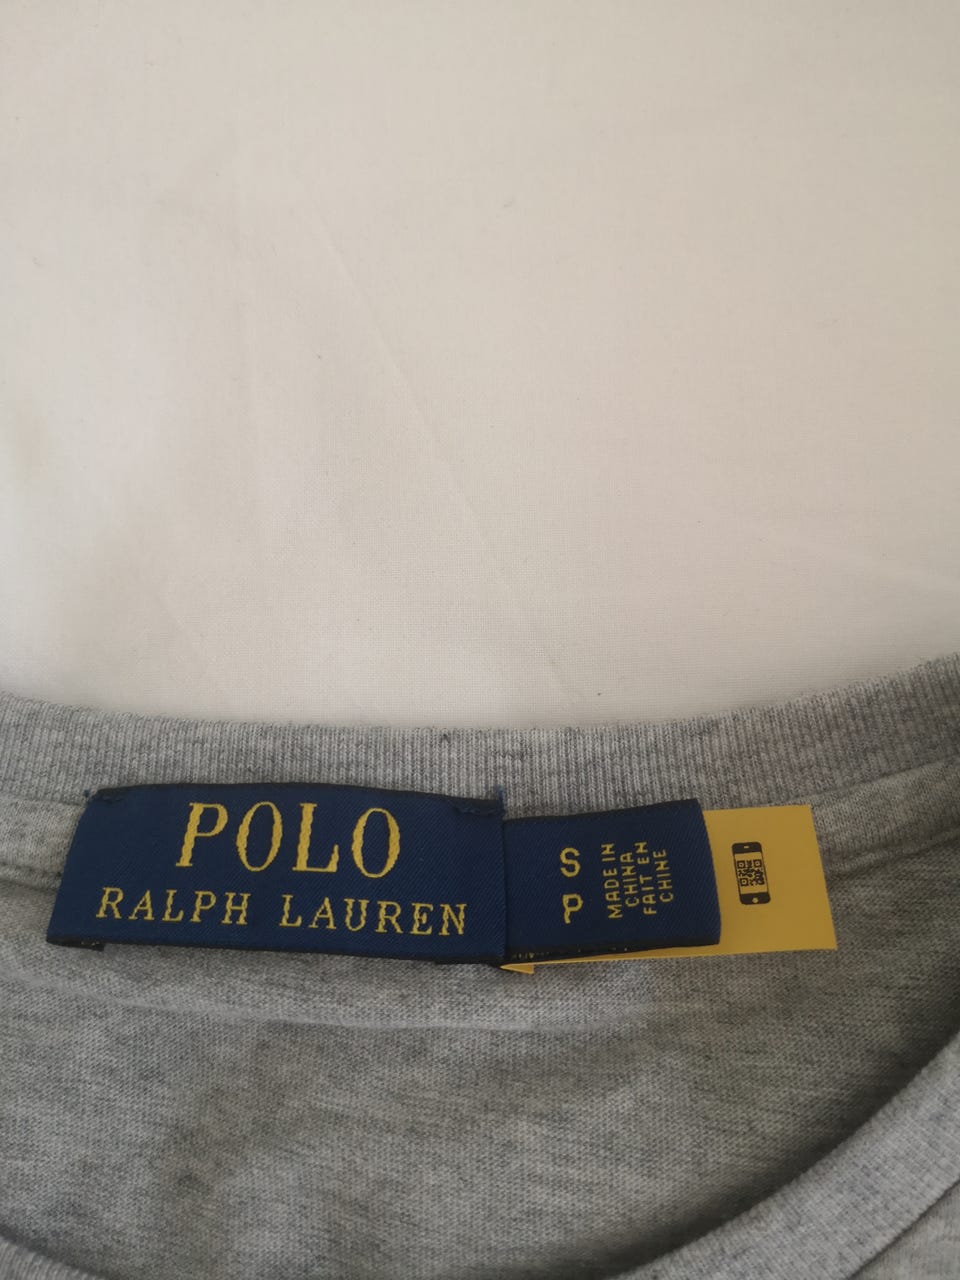 POLO
RALPH LAUREN
S
P
MADE IN
CHINA
FAIT EN
CHINE